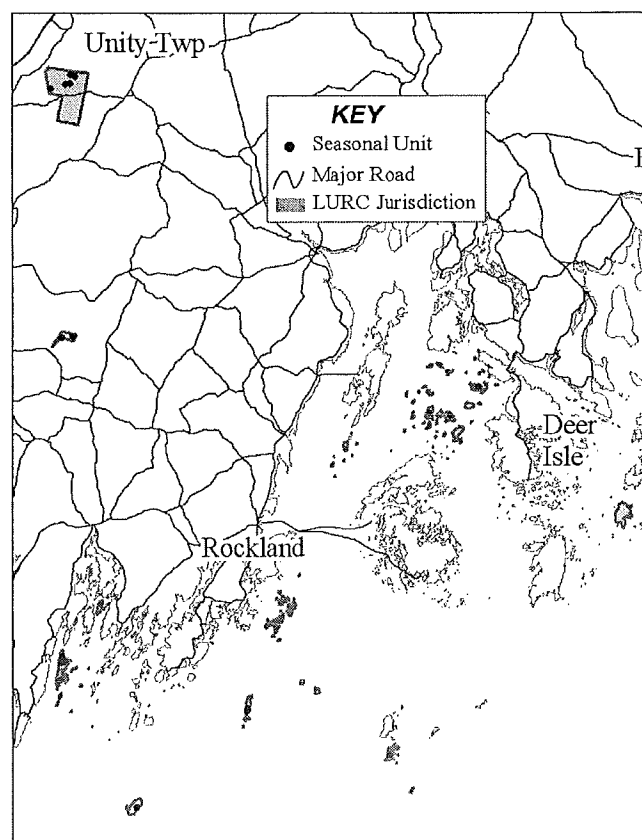 Unity Twp
KEY
Seasonal Unit
Major Road
LURC Jurisdiction
Deer
Isle
Rockland